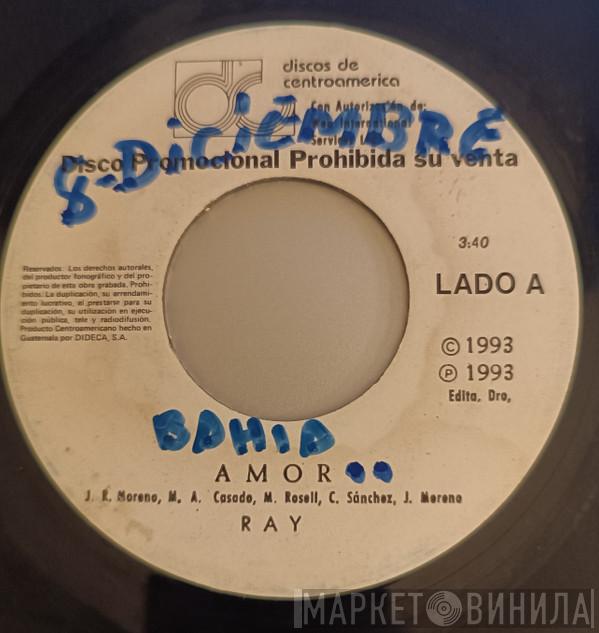 discos de
centroamerica
Con Autorización de:
International
8-DICIEMBRE
Disco Promocional Prohibida su venta
3:40
LADO A
Reservados: Los derechos autorales,
del productor fonográfico y del pro-
pietario de esta obra grabada. Prohi-
bidos: La duplicación, su arrendami-
ento lucrativo, el prestarse para su
duplicación, su utilización en ejecu-
ción pública, tele y radiodifusión.
Producto Centroamericano hecho en
Guatemala por DIDECA, S.A.
© 1993
℗ 1993
Edita. Dro,
BAHIA
AMOR
J. R. Moreno, M. A. Casado, M. Rosell, C. Sánchez, J. Moreno
RAY
МАРКЕТ ВИНИЛА